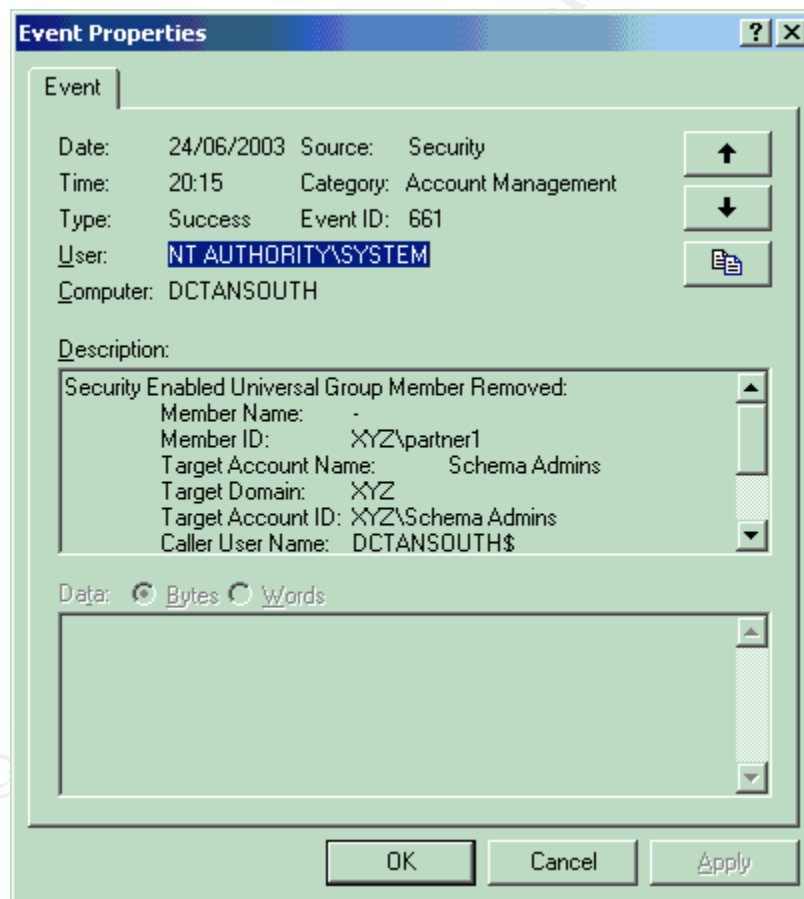 Event Properties
Event
Date: 24/06/2003 Source: Security
Time: 20:15 Category: Account Management
Type: Success Event ID: 661
User: NT AUTHORITY\SYSTEM
Computer: DCTANSOUTH
Description:
Security Enabled Universal Group Member Removed:
Member Name: -
Member ID: XYZ\partner1
Target Account Name: Schema Admins
Target Domain: XYZ
Target Account ID: XYZ\Schema Admins
Caller User Name: DCTANSOUTH$
Data: Bytes Words
OK Cancel Apply